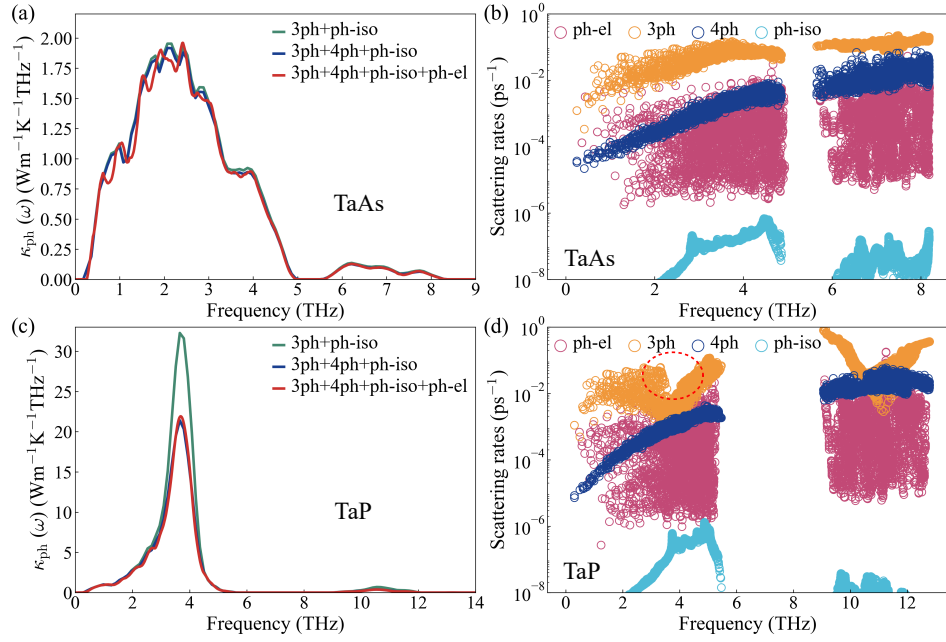 (a)
3ph+ph-iso
3ph+4ph+ph-iso
3ph+4ph+ph-iso+ph-el
TaAs
2.00
1.75
1.50
1.25
1.00
0.75
0.50
0.25
0.00
κph (ω) (Wm⁻¹K⁻¹THz⁻¹)
0 1 2 3 4 5 6 7 8 9
Frequency (THz)
(b)
ph-el 3ph 4ph ph-iso
TaAs
10⁰
10⁻²
10⁻⁴
10⁻⁶
10⁻⁸
Scattering rates (ps⁻¹)
0 2 4 6 8
Frequency (THz)
(c)
3ph+ph-iso
3ph+4ph+ph-iso
3ph+4ph+ph-iso+ph-el
TaP
30
25
20
15
10
5
0
κph (ω) (Wm⁻¹K⁻¹THz⁻¹)
0 2 4 6 8 10 12 14
Frequency (THz)
(d)
ph-el 3ph 4ph ph-iso
TaP
10⁰
10⁻²
10⁻⁴
10⁻⁶
10⁻⁸
Scattering rates (ps⁻¹)
0 2 4 6 8 10 12
Frequency (THz)